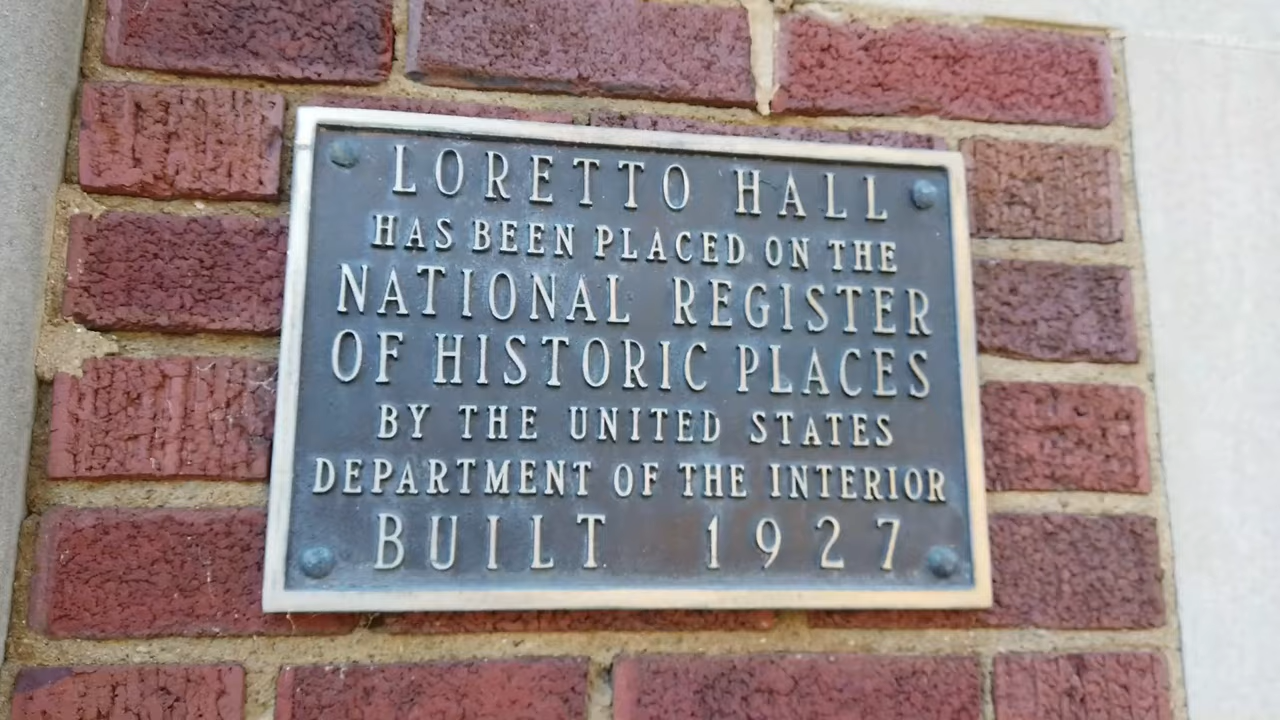 LORETTO HALL
HAS BEEN PLACED ON THE
NATIONAL REGISTER
OF HISTORIC PLACES
BY THE UNITED STATES
DEPARTMENT OF THE INTERIOR
BUILT 1927